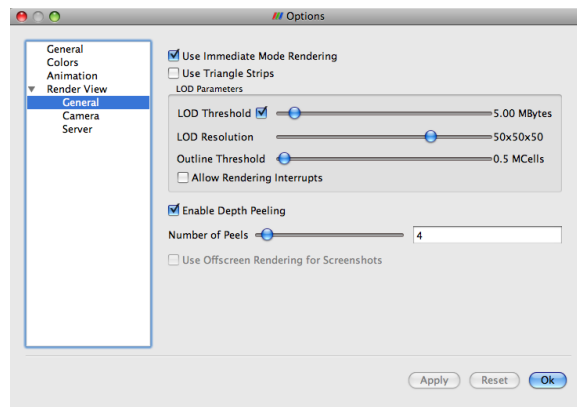 Options
General
Colors
Animation
Render View
General
Camera
Server
Use Immediate Mode Rendering
Use Triangle Strips
LOD Parameters
LOD Threshold 5.00 MBytes
LOD Resolution 50x50x50
Outline Threshold 0.5 MCells
Allow Rendering Interrupts
Enable Depth Peeling
Number of Peels 4
Use Offscreen Rendering for Screenshots
Apply Reset Ok